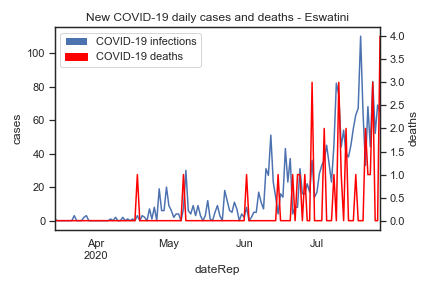 New COVID-19 daily cases and deaths - Eswatini
COVID-19 infections
COVID-19 deaths
100
80
60
40
20
0
cases
4.0
3.5
3.0
2.5
2.0
1.5
1.0
0.5
0.0
deaths
Apr
2020
May
Jun
Jul
dateRep